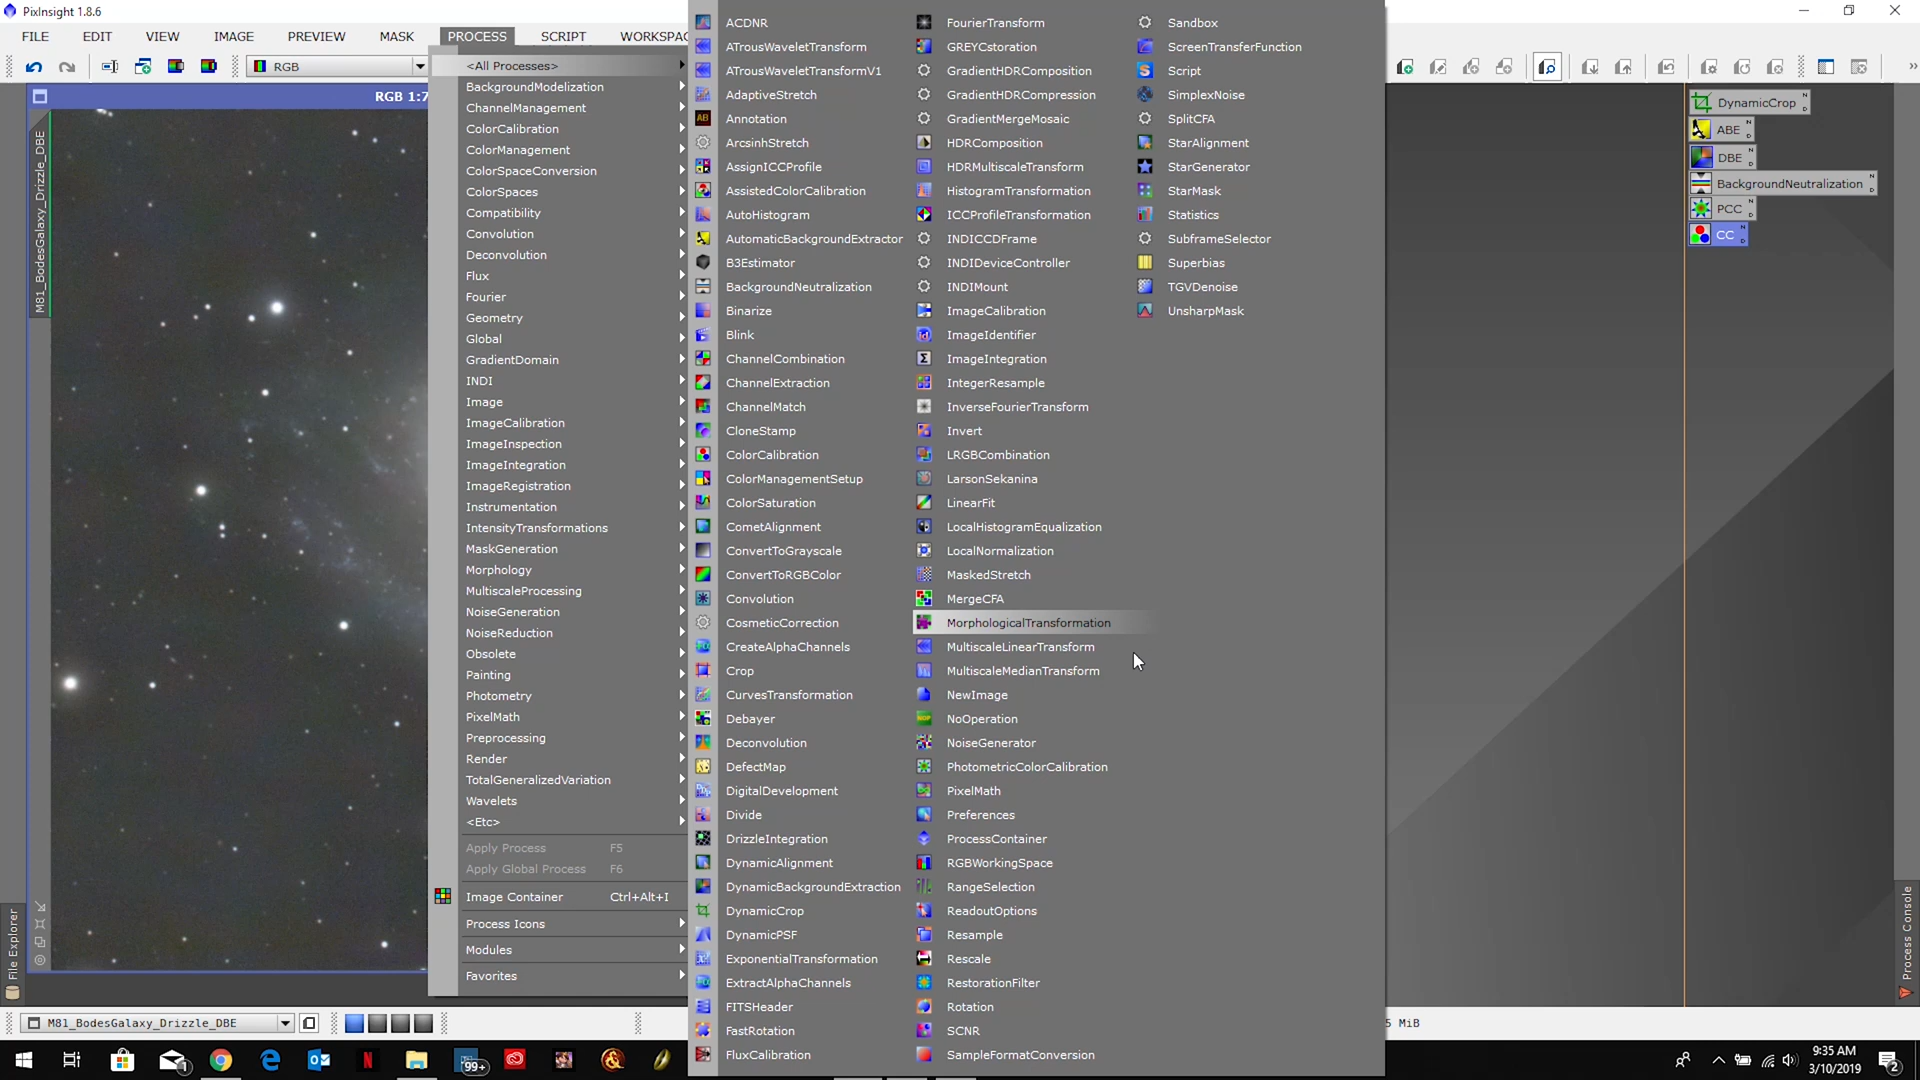 PixInsight 1.8.6
FILE EDIT VIEW IMAGE PREVIEW MASK PROCESS SCRIPT WORKSPAC
RGB
RGB 1:7
M81_BodesGalaxy_Drizzle_DBE
<All Processes>
BackgroundModelization
ChannelManagement
ColorCalibration
ColorManagement
ColorSpaceConversion
ColorSpaces
Compatibility
Convolution
Deconvolution
Flux
Fourier
Geometry
Global
GradientDomain
INDI
Image
ImageCalibration
ImageInspection
ImageIntegration
ImageRegistration
Instrumentation
IntensityTransformations
MaskGeneration
Morphology
MultiscaleProcessing
NoiseGeneration
NoiseReduction
Obsolete
Painting
Photometry
PixelMath
Preprocessing
Render
TotalGeneralizedVariation
Wavelets
<Etc>
Apply Process F5
Apply Global Process F6
Image Container Ctrl+Alt+I
Process Icons
Modules
Favorites
ACDNR
ATrousWaveletTransform
ATrousWaveletTransformV1
AdaptiveStretch
Annotation
ArcsinhStretch
AssignICCProfile
AssistedColorCalibration
AutoHistogram
AutomaticBackgroundExtractor
B3Estimator
BackgroundNeutralization
Binarize
Blink
ChannelCombination
ChannelExtraction
ChannelMatch
CloneStamp
ColorCalibration
ColorManagementSetup
ColorSaturation
CometAlignment
ConvertToGrayscale
ConvertToRGBColor
Convolution
CosmeticCorrection
CreateAlphaChannels
Crop
CurvesTransformation
Debayer
Deconvolution
DefectMap
DigitalDevelopment
Divide
DrizzleIntegration
DynamicAlignment
DynamicBackgroundExtraction
DynamicCrop
DynamicPSF
ExponentialTransformation
ExtractAlphaChannels
FITSHeader
FastRotation
FluxCalibration
FourierTransform
GREYCstoration
GradientHDRComposition
GradientHDRCompression
GradientMergeMosaic
HDRComposition
HDRMultiscaleTransform
HistogramTransformation
ICCProfileTransformation
INDICCDFrame
INDIDeviceController
INDIMount
ImageCalibration
ImageIdentifier
ImageIntegration
IntegerResample
InverseFourierTransform
Invert
LRGBCombination
LarsonSekanina
LinearFit
LocalHistogramEqualization
LocalNormalization
MaskedStretch
MergeCFA
MorphologicalTransformation
MultiscaleLinearTransform
MultiscaleMedianTransform
NewImage
NoOperation
NoiseGenerator
PhotometricColorCalibration
PixelMath
Preferences
ProcessContainer
RGBWorkingSpace
RangeSelection
ReadoutOptions
Resample
Rescale
RestorationFilter
Rotation
SCNR
SampleFormatConversion
Sandbox
ScreenTransferFunction
Script
SimplexNoise
SplitCFA
StarAlignment
StarGenerator
StarMask
Statistics
SubframeSelector
Superbias
TGVDenoise
UnsharpMask
DynamicCrop
ABE
DBE
BackgroundNeutralization
PCC
CC
File Explorer
Process Console
M81_BodesGalaxy_Drizzle_DBE
5 MiB
99+
9:35 AM
3/10/2019